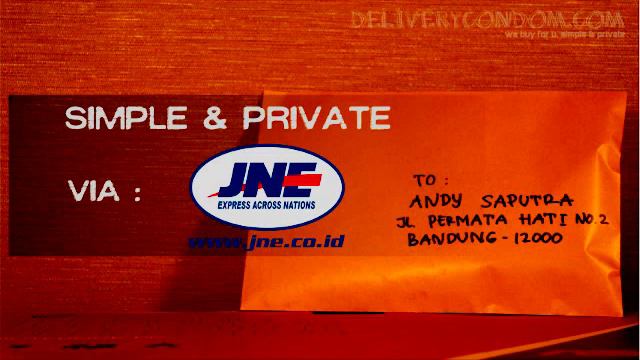 DELIVERYCONDOM.COM
we buy for u, simple & private
SIMPLE & PRIVATE
VIA :
JNE
EXPRESS ACROSS NATIONS
www.jne.co.id
TO :
ANDY SAPUTRA
JL. PERMATA HATI NO.2
BANDUNG - 12000